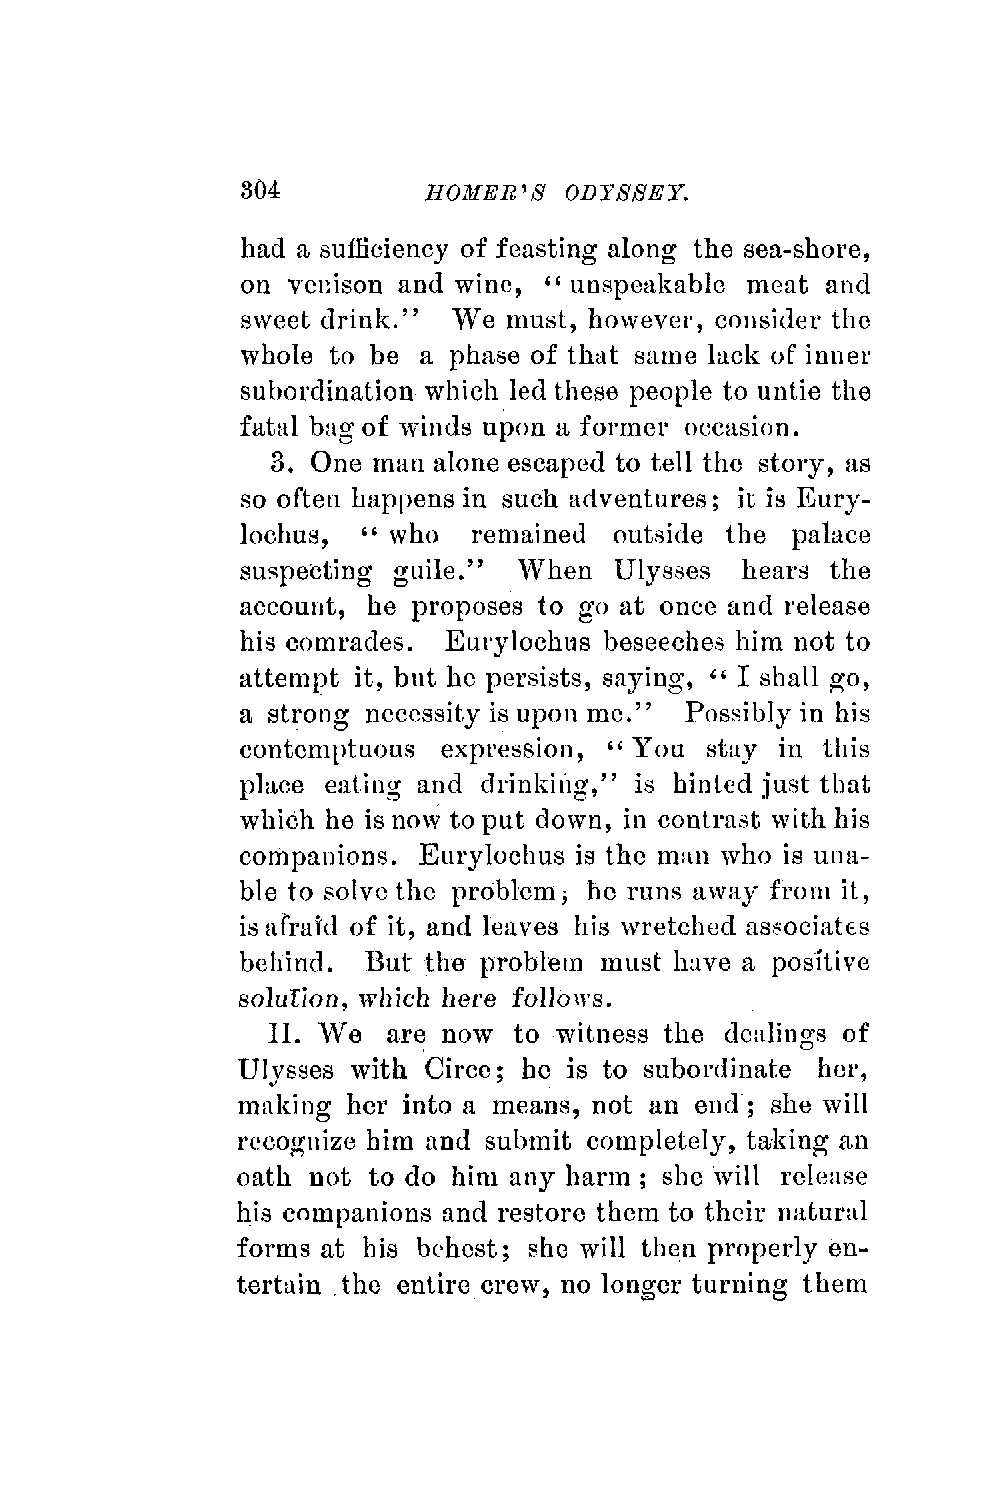 304 HOMER'S ODYSSEY.
had a sufficiency of feasting along the sea-shore,
on venison and wine, “ unspeakable meat and
sweet drink.” We must, however, consider the
whole to be a phase of that same lack of inner
subordination which led these people to untie the
fatal bag of winds upon a former occasion.
3. One man alone escaped to tell the story, as
so often happens in such adventures; it is Eury-
lochus, “ who remained outside the palace
suspecting guile.” When Ulysses hears the
account, he proposes to go at once and release
his comrades. Eurylochus beseeches him not to
attempt it, but he persists, saying, “ I shall go,
a strong necessity is upon me.” Possibly in his
contemptuous expression, “ You stay in this
place eating and drinking,” is hinted just that
which he is now to put down, in contrast with his
companions. Eurylochus is the man who is una-
ble to solve the problem; he runs away from it,
is afraid of it, and leaves his wretched associates
behind. But the problem must have a positive
solution, which here follows.
II. We are now to witness the dealings of
Ulysses with Circe; he is to subordinate her,
making her into a means, not an end; she will
recognize him and submit completely, taking an
oath not to do him any harm ; she will release
his companions and restore them to their natural
forms at his behest; she will then properly en-
tertain the entire crew, no longer turning them